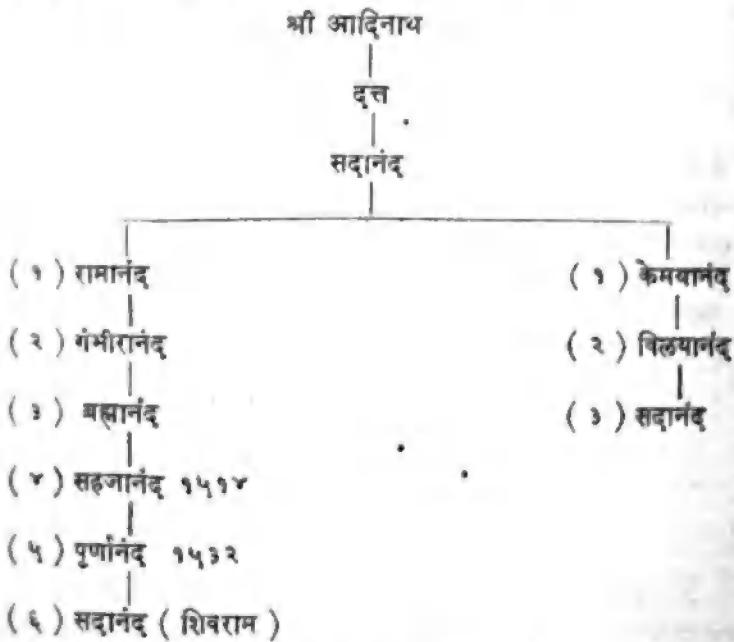 श्री आदिनाथ
दत्त
सदानंद
( १ ) रामानंद ( १ ) केमयानंद
( २ ) गंभीरानंद ( २ ) विलयानंद
( ३ ) ब्रह्मानंद ( ३ ) सदानंद
( ४ ) सहजानंद १५१४
( ५ ) पूर्णानंद १५३२
( ६ ) सदानंद ( शिवराम )